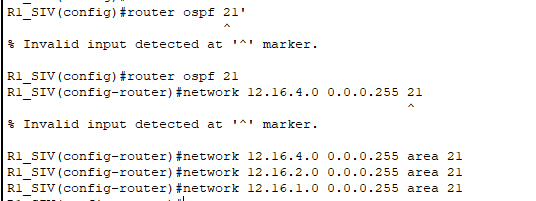 R1_SIV(config)#router ospf 21'
^
% Invalid input detected at '^' marker.
R1_SIV(config)#router ospf 21
R1_SIV(config-router)#network 12.16.4.0 0.0.0.255 21
^
% Invalid input detected at '^' marker.
R1_SIV(config-router)#network 12.16.4.0 0.0.0.255 area 21
R1_SIV(config-router)#network 12.16.2.0 0.0.0.255 area 21
R1_SIV(config-router)#network 12.16.1.0 0.0.0.255 area 21